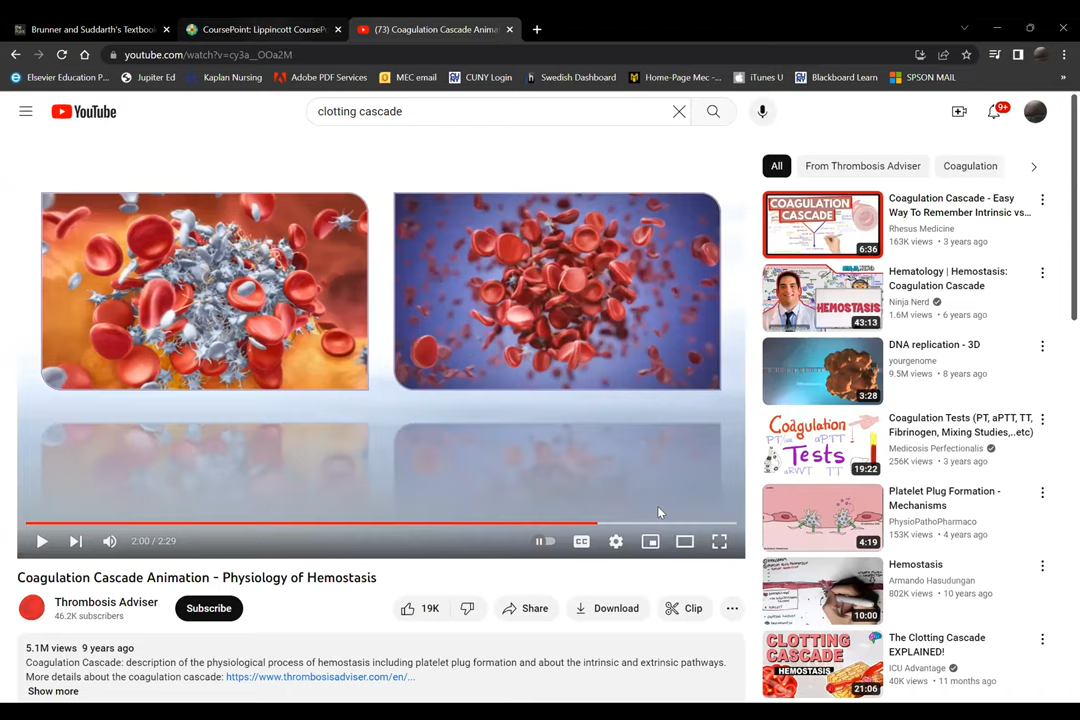 Brunner and Suddarth's Textbook
CoursePoint: Lippincott CourseP
(73) Coagulation Cascade Anima
youtube.com/watch?v=cy3a__OOa2M
Elsevier Education P...
Jupiter Ed
Kaplan Nursing
Adobe PDF Services
MEC email
CUNY Login
Swedish Dashboard
Home-Page Mec -...
iTunes U
Blackboard Learn
SPSON MAIL
»
YouTube
clotting cascade
9+
All
From Thrombosis Adviser
Coagulation
COAGULATION
CASCADE
6:36
Coagulation Cascade - Easy
Way To Remember Intrinsic vs...
Rhesus Medicine
163K views • 3 years ago
HEMOSTASIS
43:13
Hematology | Hemostasis:
Coagulation Cascade
Ninja Nerd
1.6M views • 6 years ago
3:28
DNA replication - 3D
yourgenome
9.5M views • 8 years ago
Coagulation
PT/INR aPTT
Tests
dRVVT TT
19:22
Coagulation Tests (PT, aPTT, TT,
Fibrinogen, Mixing Studies,..etc)
Medicosis Perfectionalis
256K views • 3 years ago
4:19
Platelet Plug Formation -
Mechanisms
PhysioPathoPharmaco
153K views • 4 years ago
10:00
Hemostasis
Armando Hasudungan
802K views • 10 years ago
CLOTTING
CASCADE
HEMOSTASIS
21:06
The Clotting Cascade
EXPLAINED!
ICU Advantage
40K views • 11 months ago
2:00 / 2:29
CC
Coagulation Cascade Animation - Physiology of Hemostasis
Thrombosis Adviser
46.2K subscribers
Subscribe
19K
Share
Download
Clip
5.1M views 9 years ago
Coagulation Cascade: description of the physiological process of hemostasis including platelet plug formation and about the intrinsic and extrinsic pathways.
More details about the coagulation cascade: https://www.thrombosisadviser.com/en/...
Show more